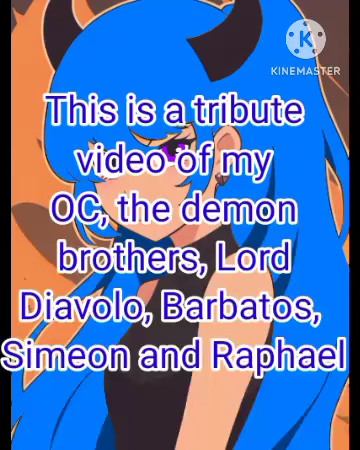 KINEMASTER
This is a tribute
video of my
OC, the demon
brothers, Lord
Diavolo, Barbatos,
Simeon and Raphael